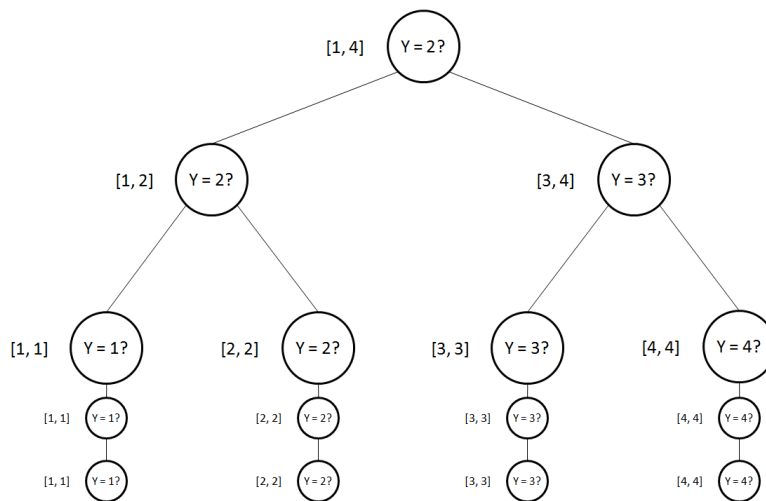 [1, 4] Y = 2?
[1, 2] Y = 2? [3, 4] Y = 3?
[1, 1] Y = 1? [2, 2] Y = 2? [3, 3] Y = 3? [4, 4] Y = 4?
[1, 1] Y = 1? [2, 2] Y = 2? [3, 3] Y = 3? [4, 4] Y = 4?
[1, 1] Y = 1? [2, 2] Y = 2? [3, 3] Y = 3? [4, 4] Y = 4?